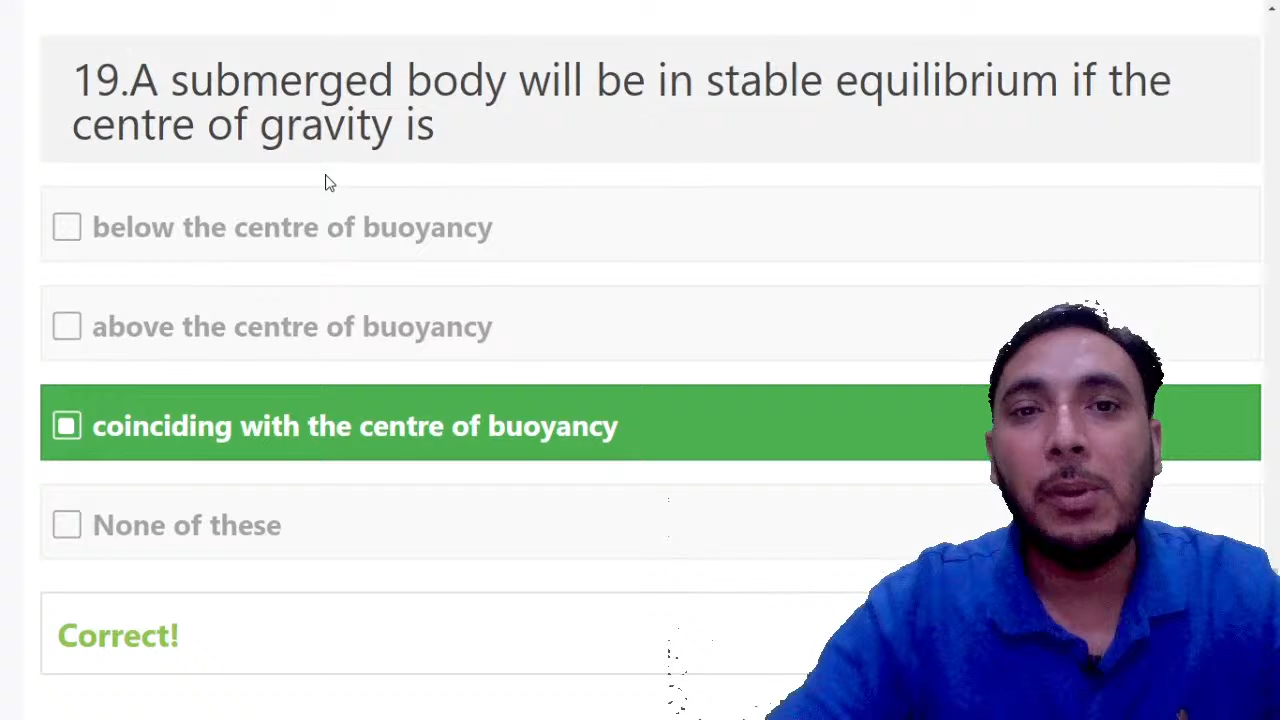 19.A submerged body will be in stable equilibrium if the
centre of gravity is
below the centre of buoyancy
above the centre of buoyancy
coinciding with the centre of buoyancy
None of these
Correct!